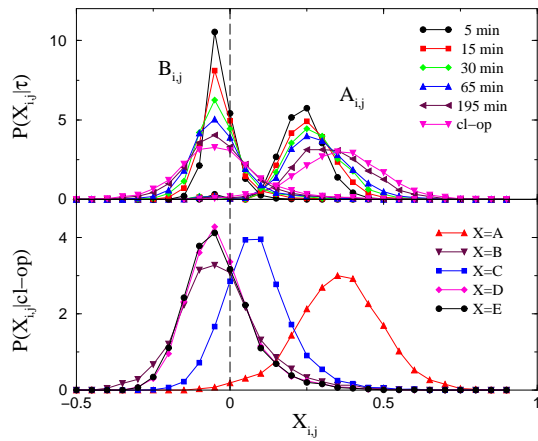 P(X_{i,j}|τ)
10
5
0
B_{i,j}
A_{i,j}
5 min
15 min
30 min
65 min
195 min
cl−op
P(X_{i,j}|cl−op)
4
2
0
X=A
X=B
X=C
X=D
X=E
−0.5
0
0.5
1
X_{i,j}